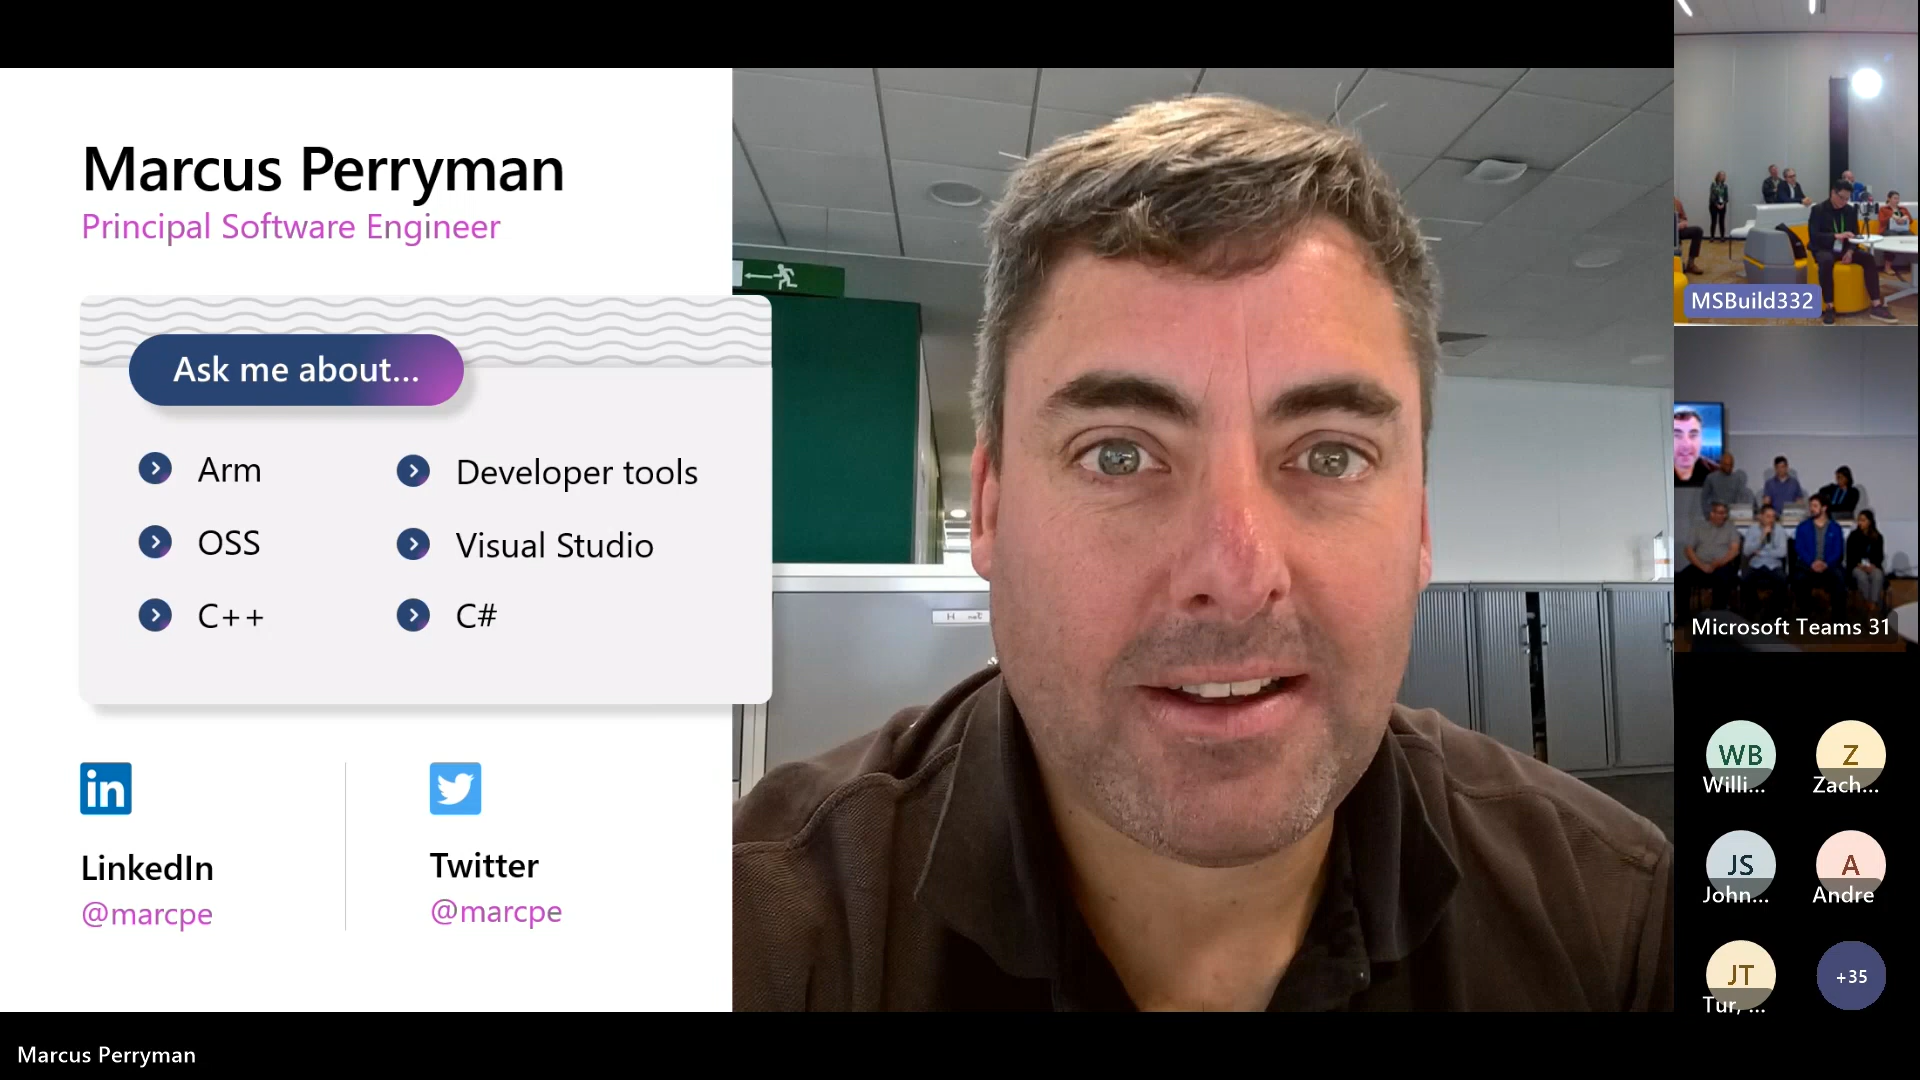 Marcus Perryman
Principal Software Engineer
Ask me about...
Arm
OSS
C++
Developer tools
Visual Studio
C#
in
LinkedIn
@marcpe
Twitter
@marcpe
Marcus Perryman
MSBuild332
Microsoft Teams 31
WB
Willi...
Z
Zach...
JS
John...
A
Andre
JT
Tur, ...
+35